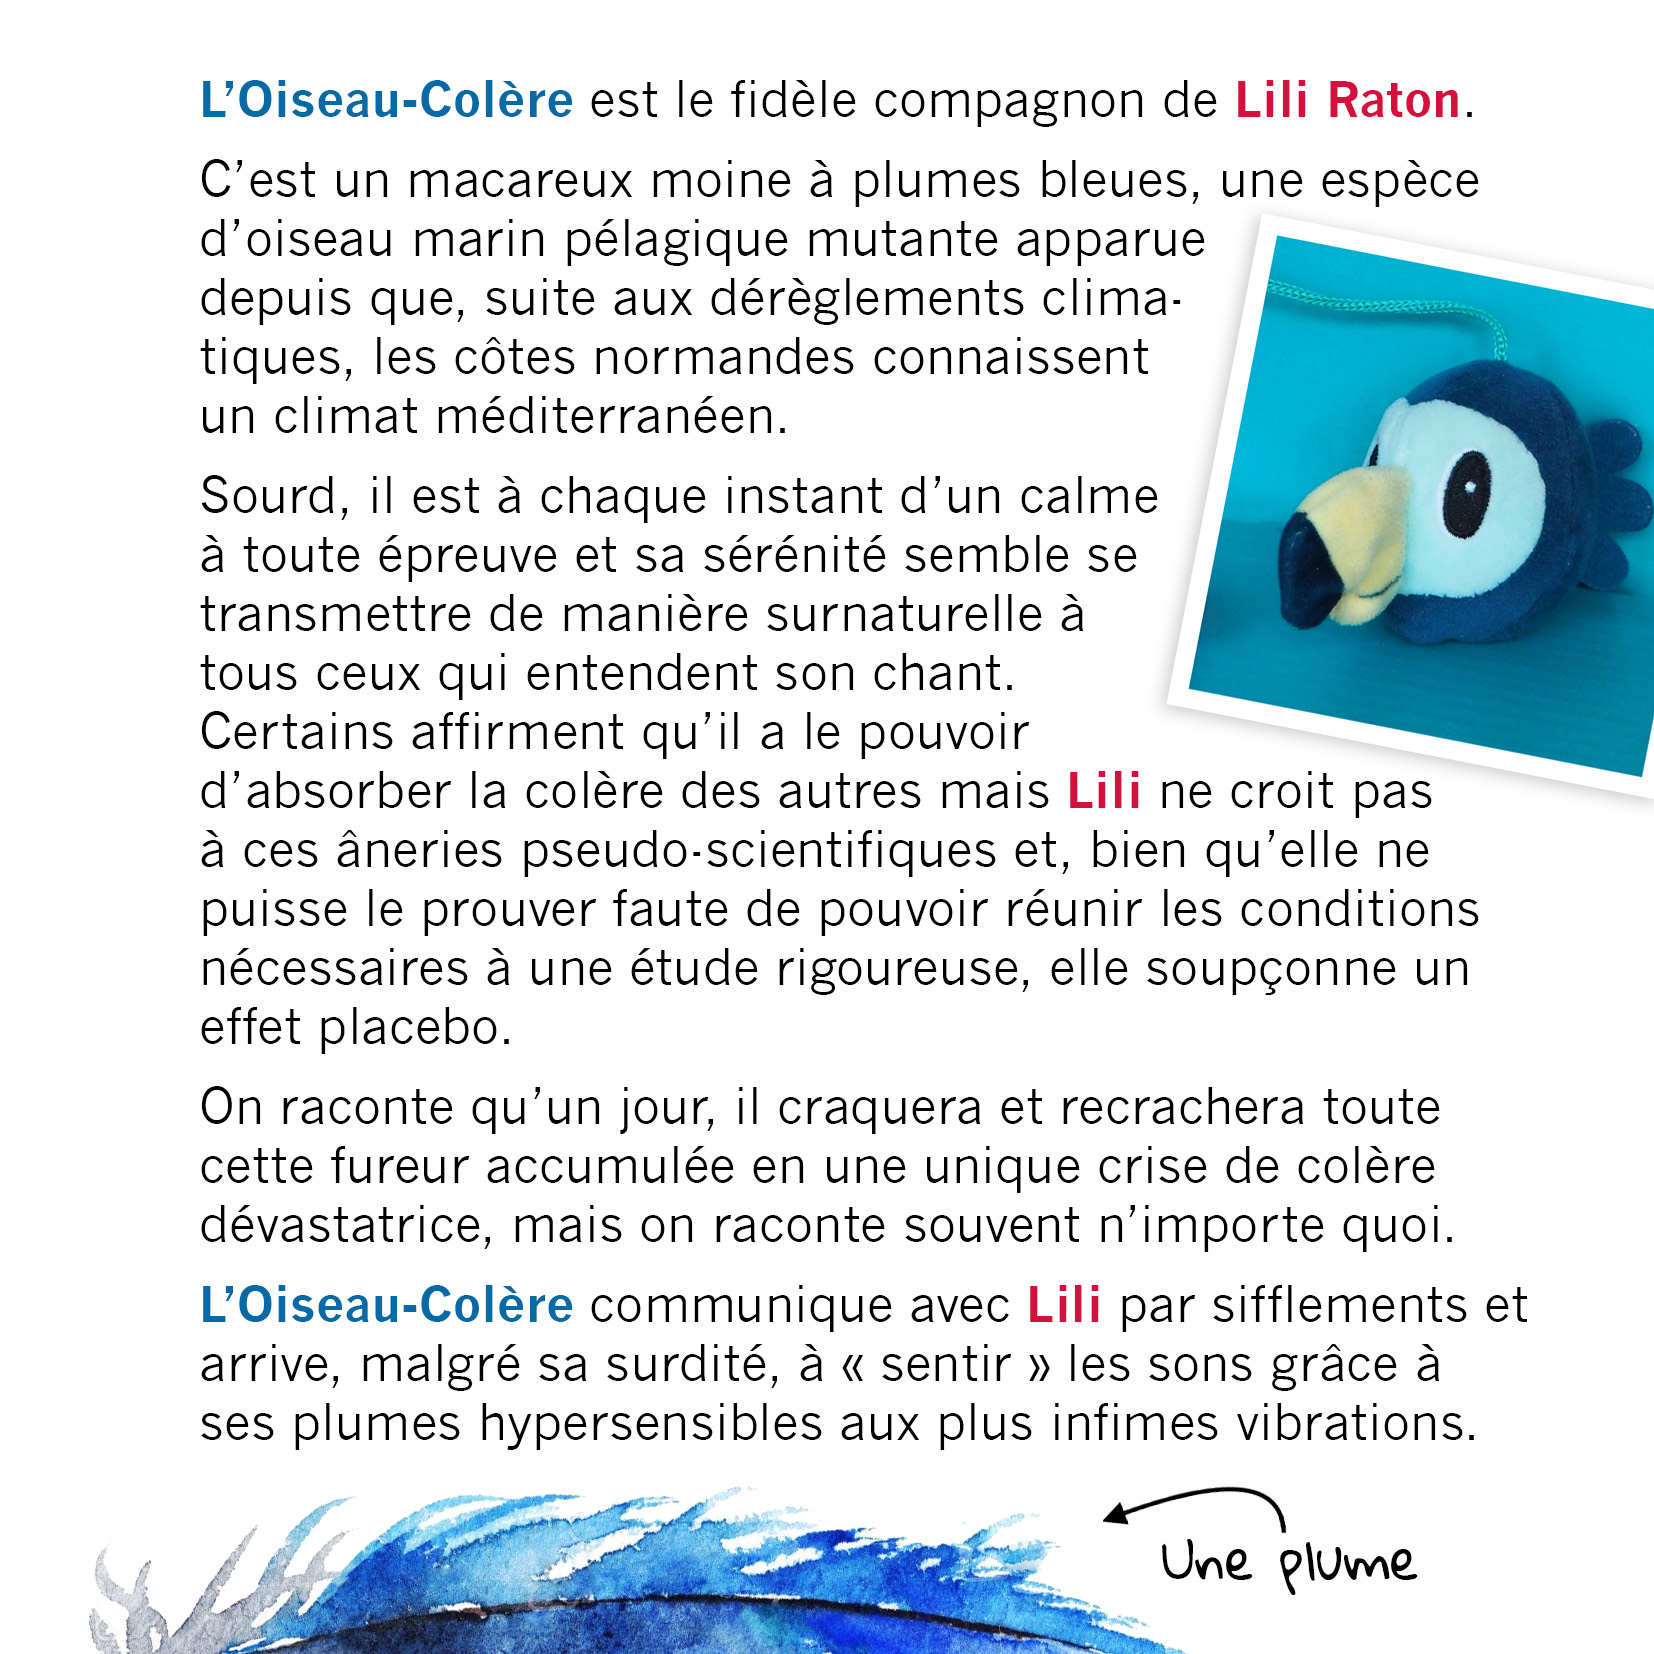 L’Oiseau-Colère est le fidèle compagnon de Lili Raton.
C’est un macareux moine à plumes bleues, une espèce
d’oiseau marin pélagique mutante apparue
depuis que, suite aux dérèglements clima-
tiques, les côtes normandes connaissent
un climat méditerranéen.
Sourd, il est à chaque instant d’un calme
à toute épreuve et sa sérénité semble se
transmettre de manière surnaturelle à
tous ceux qui entendent son chant.
Certains affirment qu’il a le pouvoir
d’absorber la colère des autres mais Lili ne croit pas
à ces âneries pseudo-scientifiques et, bien qu’elle ne
puisse le prouver faute de pouvoir réunir les conditions
nécessaires à une étude rigoureuse, elle soupçonne un
effet placebo.
On raconte qu’un jour, il craquera et recrachera toute
cette fureur accumulée en une unique crise de colère
dévastatrice, mais on raconte souvent n’importe quoi.
L’Oiseau-Colère communique avec Lili par sifflements et
arrive, malgré sa surdité, à « sentir » les sons grâce à
ses plumes hypersensibles aux plus infimes vibrations.
Une plume